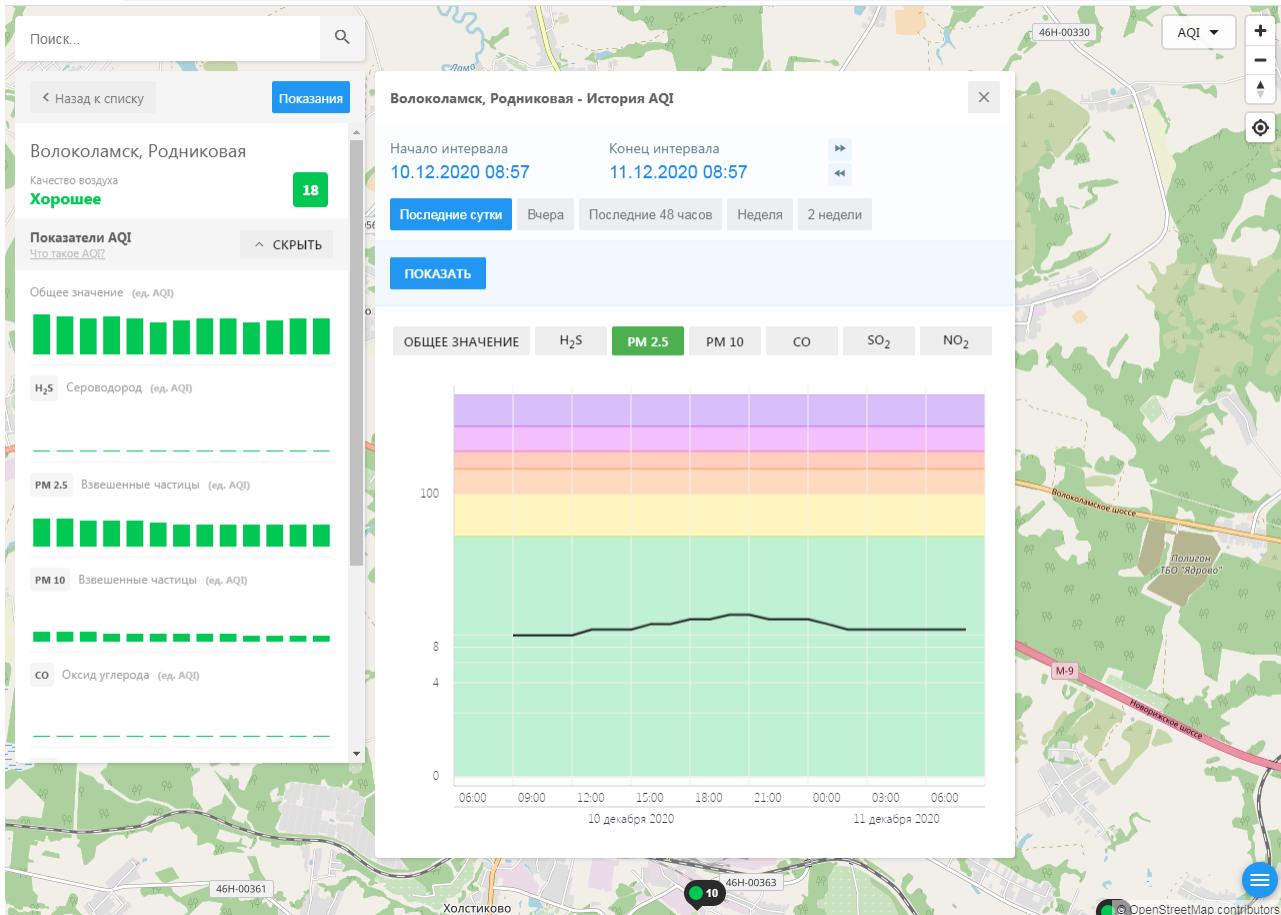 Поиск...
Назад к списку
Показания
Волоколамск, Родниковая
Качество воздуха
Хорошее
18
Показатели AQI
Что такое AQI?
СКРЫТЬ
Общее значение (ед. AQI)
H2S Сероводород (ед. AQI)
PM 2.5 Взвешенные частицы (ед. AQI)
PM 10 Взвешенные частицы (ед. AQI)
CO Оксид углерода (ед. AQI)
Волоколамск, Родниковая - История AQI
Начало интервала
10.12.2020 08:57
Конец интервала
11.12.2020 08:57
Последние сутки
Вчера
Последние 48 часов
Неделя
2 недели
ПОКАЗАТЬ
ОБЩЕЕ ЗНАЧЕНИЕ
H2S
PM 2.5
PM 10
CO
SO2
NO2
100
8
4
0
06:00 09:00 12:00 15:00 18:00 21:00 00:00 03:00 06:00
10 декабря 2020 11 декабря 2020
46Н-00330
AQI
Волоколамское шоссе
Полигон
ТБО "Ядрово"
М-9
Новорижское шоссе
46Н-00361
46Н-00363
10
Холстиково
© OpenStreetMap contributors